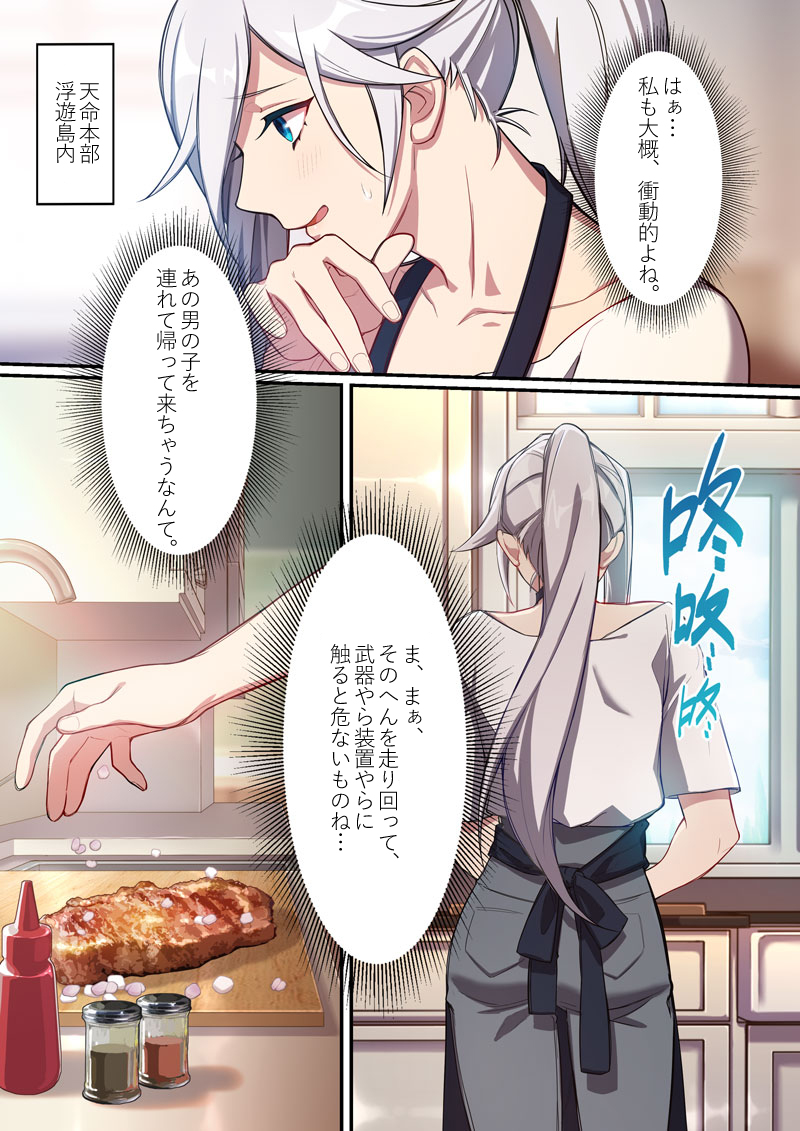 天命本部
浮遊島内
はぁ…
私も大概、衝動的よね。
あの男の子を
連れて帰って来ちゃうなんて。
ま、まぁ、
そのへんを走り回って、
武器やら装置やらに
触ると危ないものね…
咚·咚·咚